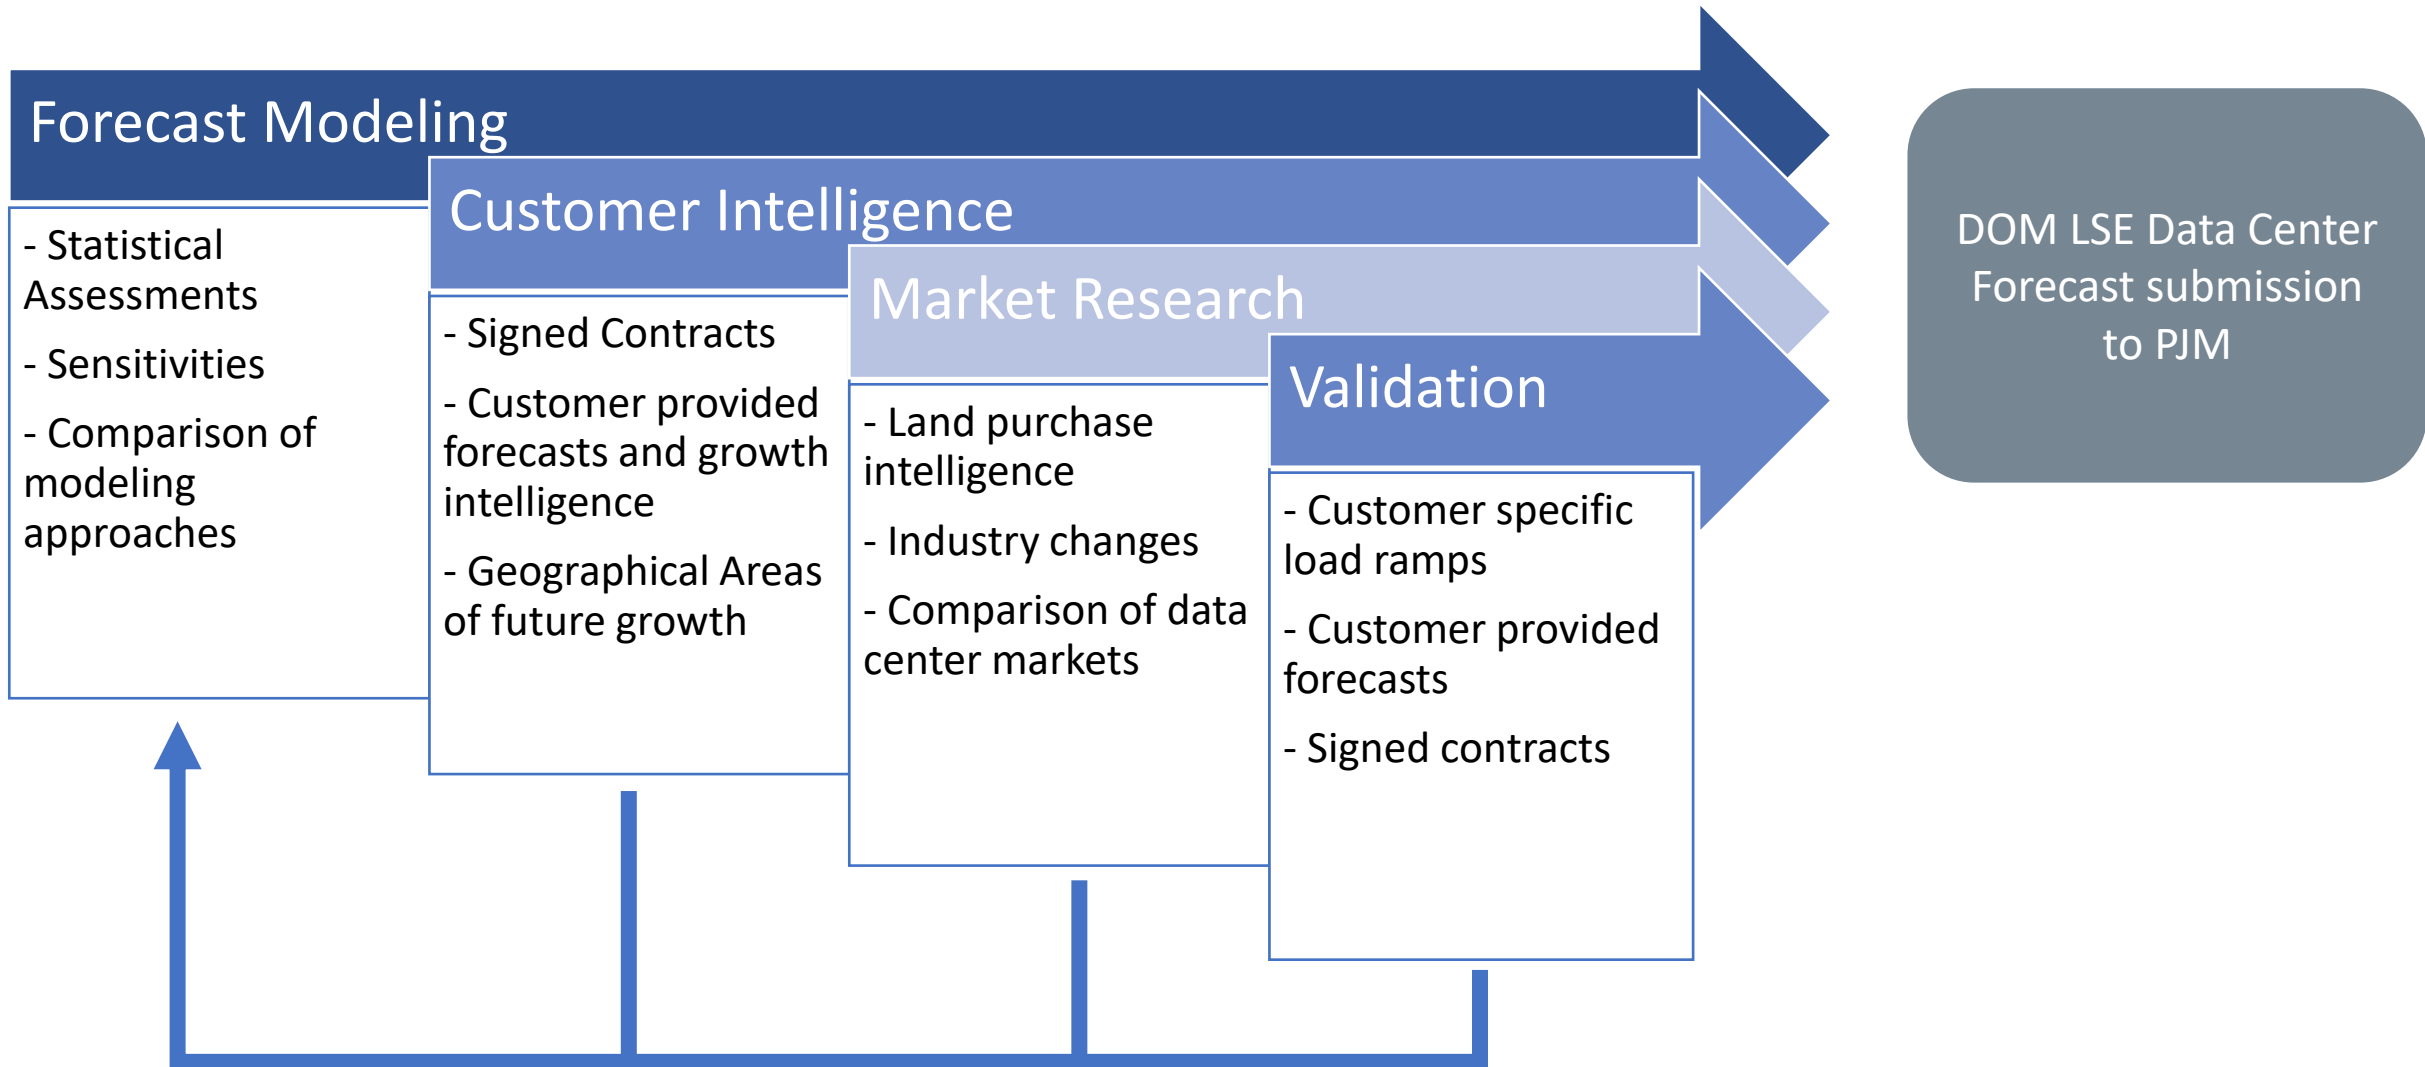 Forecast Modeling
- Statistical
Assessments
- Sensitivities
- Comparison of
modeling
approaches
Customer Intelligence
- Signed Contracts
- Customer provided
forecasts and growth
intelligence
- Geographical Areas
of future growth
Market Research
- Land purchase
intelligence
- Industry changes
- Comparison of data
center markets
Validation
- Customer specific
load ramps
- Customer provided
forecasts
- Signed contracts
DOM LSE Data Center
Forecast submission
to PJM